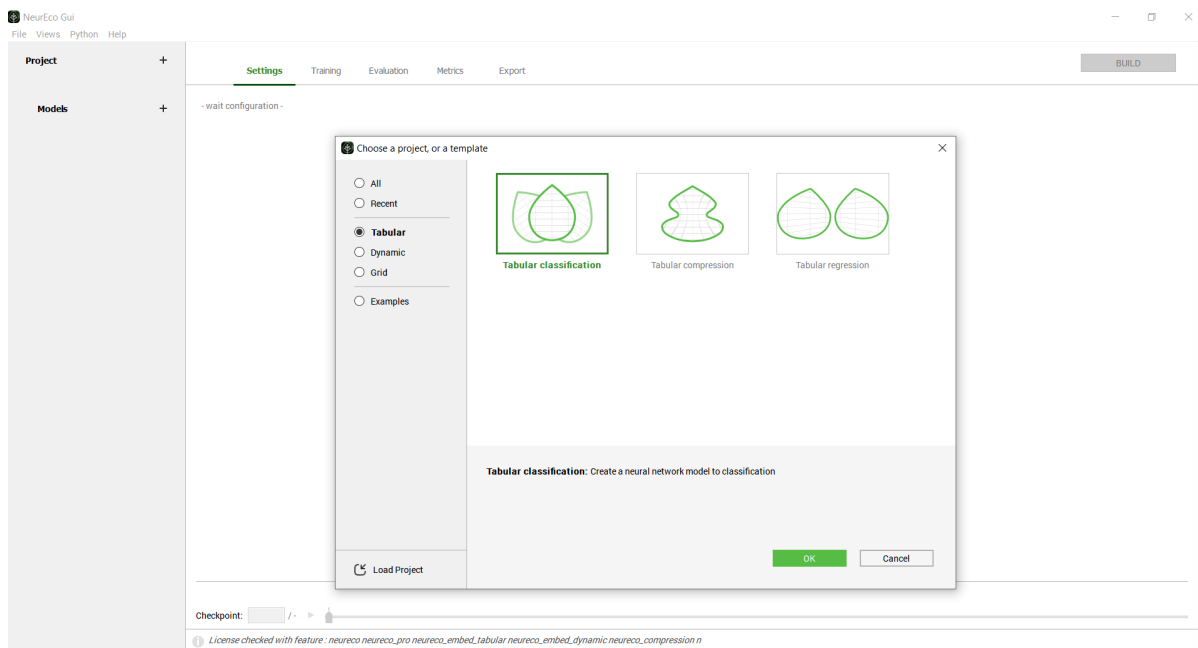 NeurEco Gui
File Views Python Help
Project +
Settings Training Evaluation Metrics Export
BUILD
Models +
- wait configuration -
Choose a project, or a template
All
Recent
Tabular
Dynamic
Grid
Examples
Tabular classification Tabular compression Tabular regression
Tabular classification: Create a neural network model to classification
OK Cancel
Load Project
Checkpoint: / -
License checked with feature : neureco neureco_pro neureco_embed_tabular neureco_embed_dynamic neureco_compression n